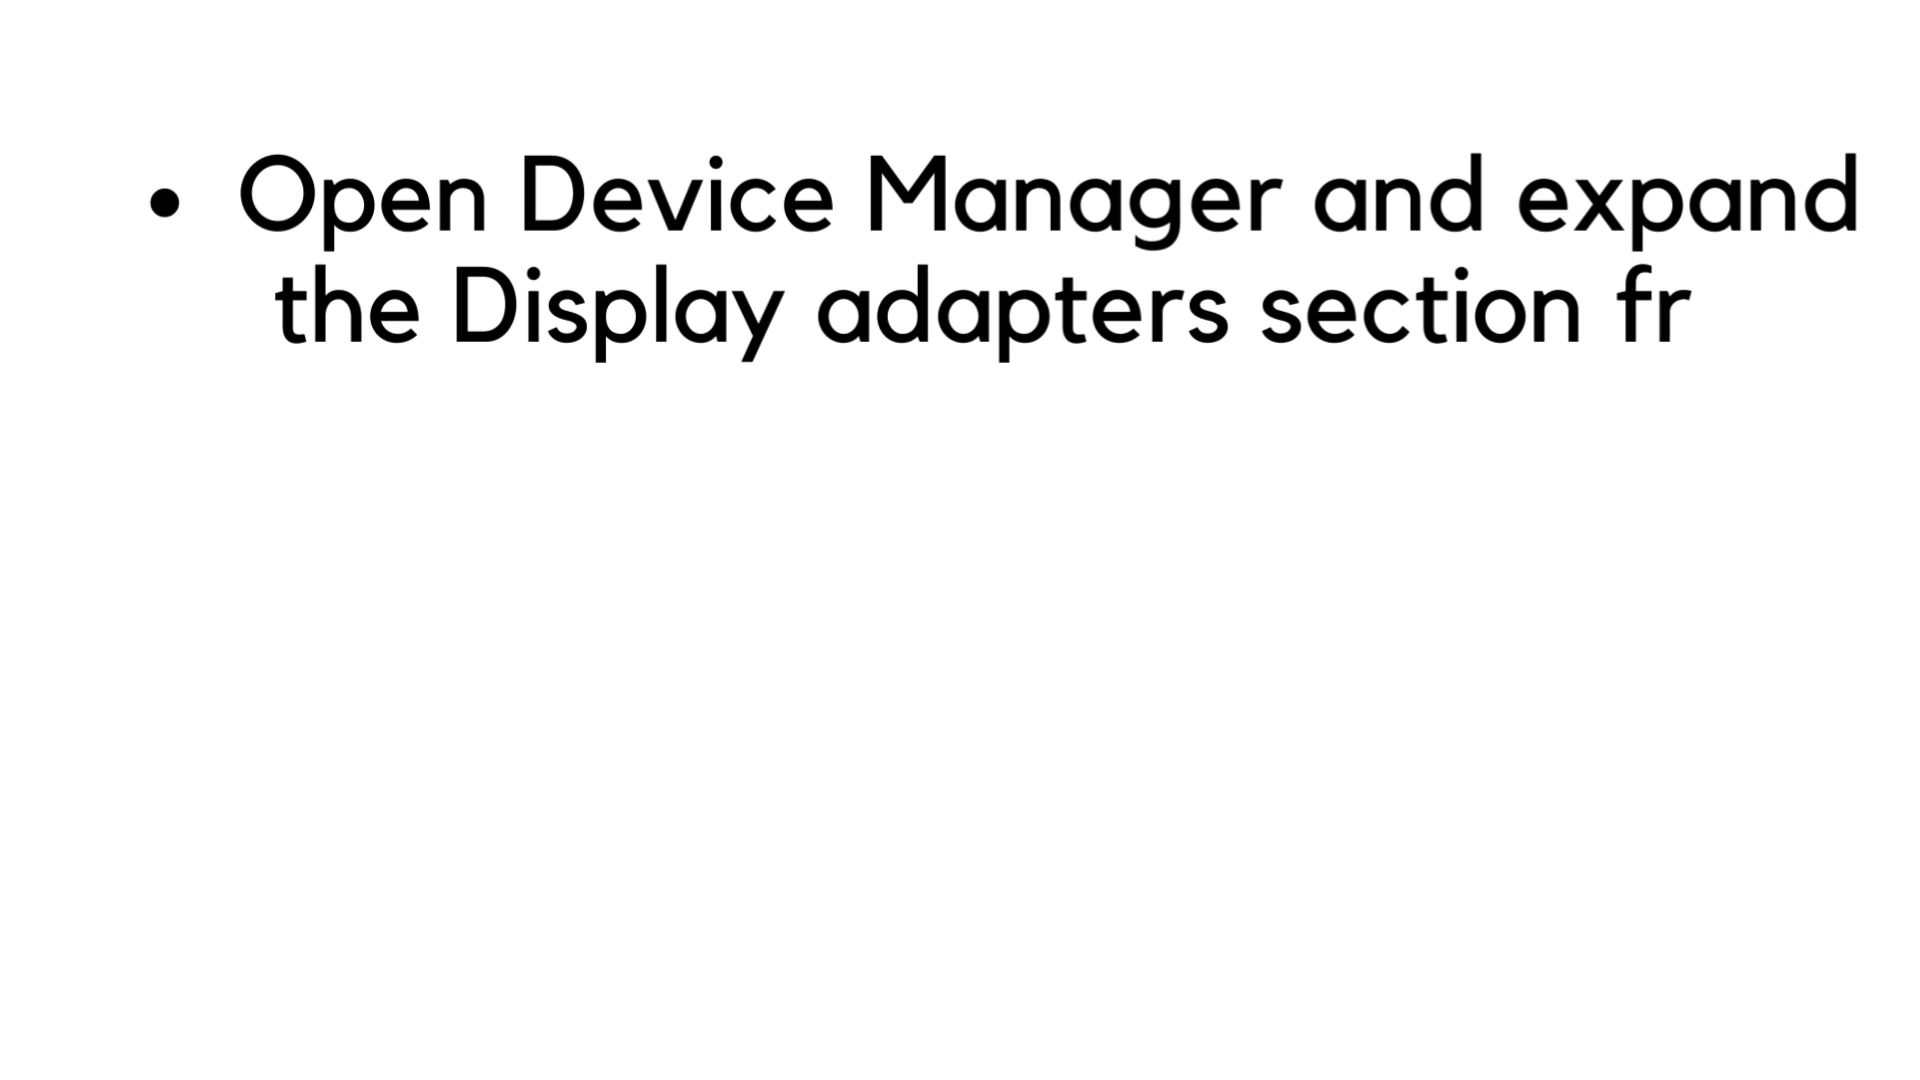 • Open Device Manager and expand
the Display adapters section fr